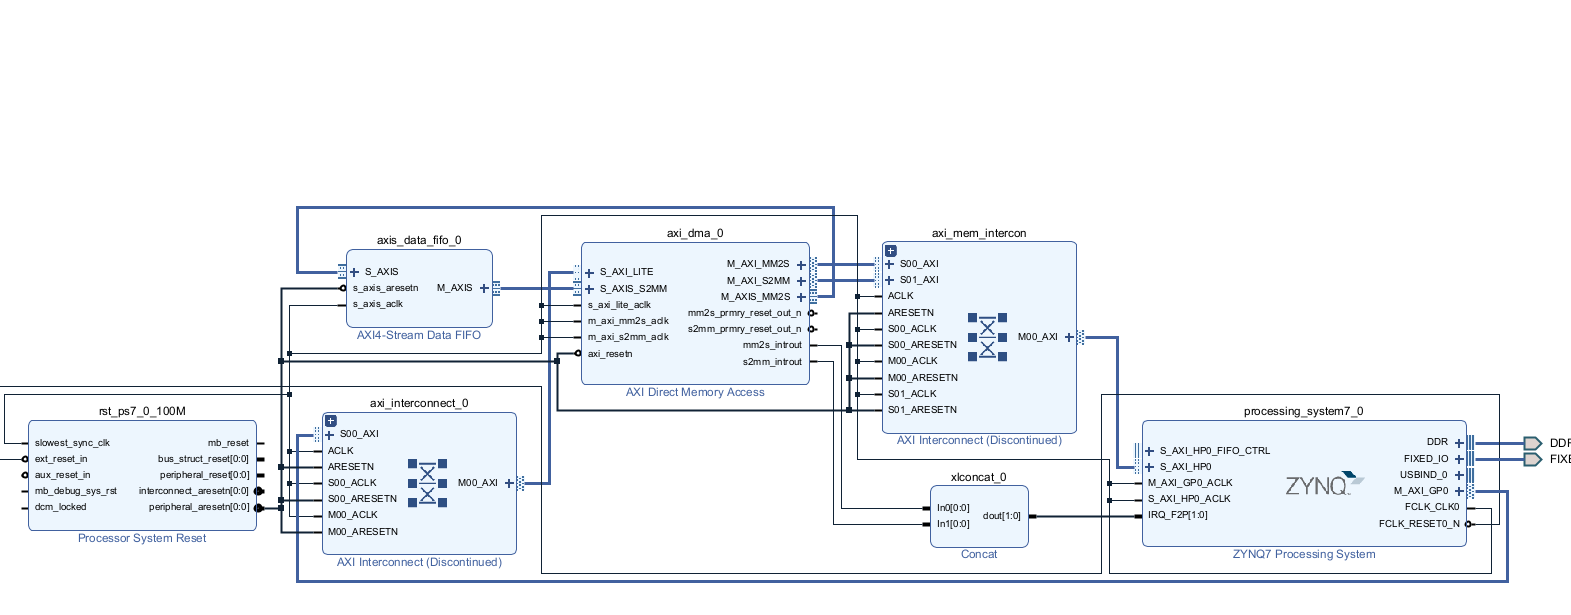 axis_data_fifo_0
S_AXIS
s_axis_aresetn
s_axis_aclk
M_AXIS
AXI4-Stream Data FIFO
axi_dma_0
S_AXI_LITE
S_AXIS_S2MM
s_axi_lite_aclk
m_axi_mm2s_aclk
m_axi_s2mm_aclk
axi_resetn
M_AXI_MM2S
M_AXI_S2MM
M_AXIS_MM2S
mm2s_prmry_reset_out_n
s2mm_prmry_reset_out_n
mm2s_introut
s2mm_introut
AXI Direct Memory Access
axi_mem_intercon
S00_AXI
S01_AXI
ACLK
ARESETN
S00_ACLK
S00_ARESETN
M00_ACLK
M00_ARESETN
S01_ACLK
S01_ARESETN
M00_AXI
AXI Interconnect (Discontinued)
rst_ps7_0_100M
slowest_sync_clk
ext_reset_in
aux_reset_in
mb_debug_sys_rst
dcm_locked
mb_reset
bus_struct_reset[0:0]
peripheral_reset[0:0]
interconnect_aresetn[0:0]
peripheral_aresetn[0:0]
Processor System Reset
axi_interconnect_0
S00_AXI
ACLK
ARESETN
S00_ACLK
S00_ARESETN
M00_ACLK
M00_ARESETN
M00_AXI
AXI Interconnect (Discontinued)
xlconcat_0
In0[0:0]
In1[0:0]
dout[1:0]
Concat
processing_system7_0
S_AXI_HP0_FIFO_CTRL
S_AXI_HP0
M_AXI_GP0_ACLK
S_AXI_HP0_ACLK
IRQ_F2P[1:0]
ZYNQ
DDR
FIXED_IO
USBIND_0
M_AXI_GP0
FCLK_CLK0
FCLK_RESET0_N
ZYNQ7 Processing System
DDR
FIXE